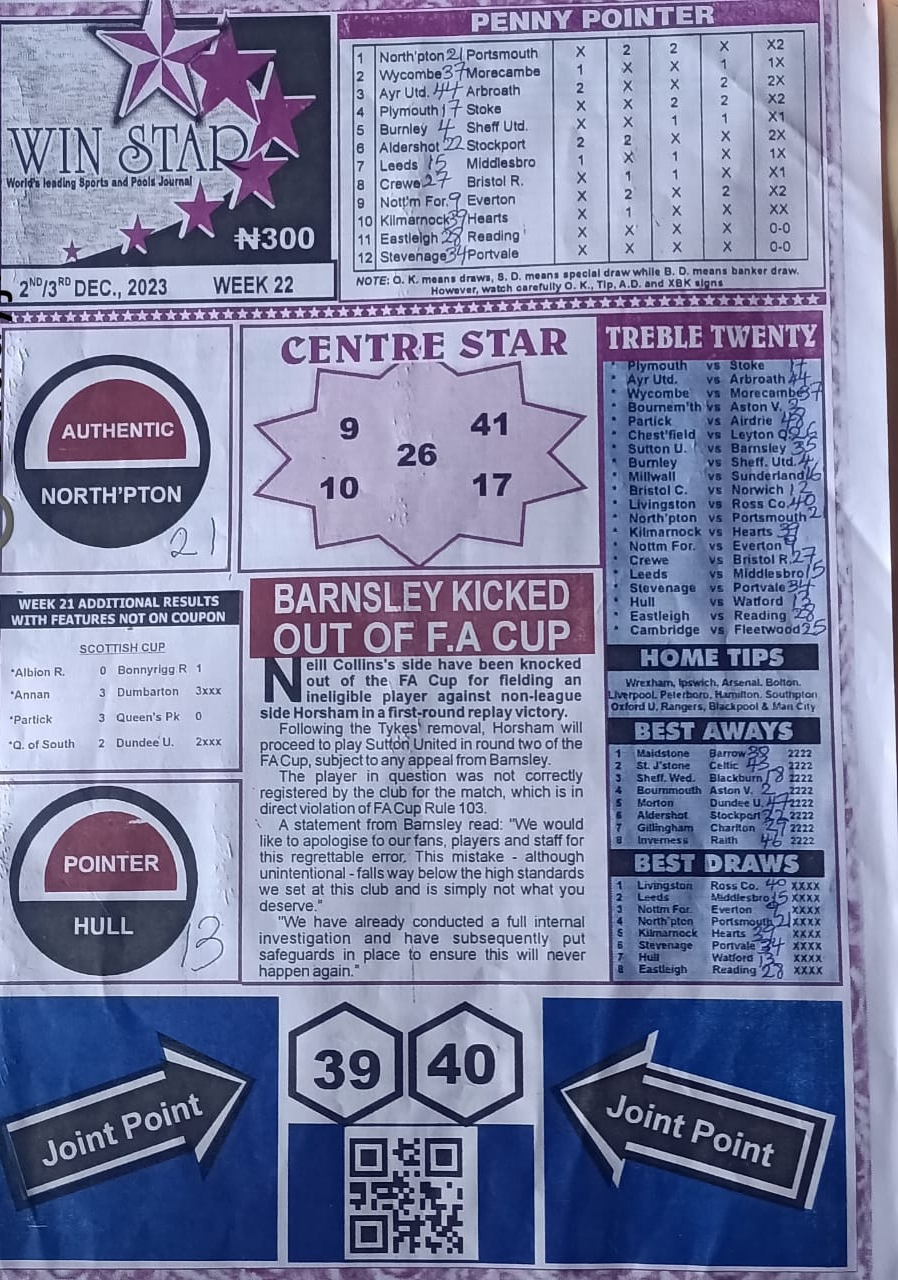 WIN STAR
World's leading Sports and Pools Journal
₦300
2ND/3RD DEC., 2023 WEEK 22
PENNY POINTER
1 North'pton 21 Portsmouth X 2 2 X X2
2 Wycombe 37 Morecambe 1 X X 1 1X
3 Ayr Utd. 44 Arbroath 2 X X 2 2X
4 Plymouth 17 Stoke X X 2 2 X2
5 Burnley 4 Sheff Utd. X X 1 1 X1
6 Aldershot 22 Stockport 2 2 X X 2X
7 Leeds 15 Middlesbro 1 X 1 X 1X
8 Crewe 27 Bristol R. X 1 1 X X1
9 Nott'm For. 9 Everton X 2 X 2 X2
10 Kilmarnock 39 Hearts X 1 X X XX
11 Eastleigh 28 Reading X X X X 0-0
12 Stevenage 34 Portvale X X X X 0-0
NOTE: O. K. means draws, S. D. means special draw while B. D. means banker draw.
However, watch carefully O. K., Tip, A.D. and XBK signs
AUTHENTIC
NORTH'PTON
21
CENTRE STAR
9 41
26
10 17
TREBLE TWENTY
Plymouth vs Stoke 17
Ayr Utd. vs Arbroath 44
Wycombe vs Morecambe 37
Bournem'th vs Aston V.
Partick vs Airdrie
Chest'field vs Leyton O. 26
Sutton U. vs Barnsley 35
Burnley vs Sheff. Utd. 4
Millwall vs Sunderland 16
Bristol C. vs Norwich 12
Livingston vs Ross Co. 40
North'pton vs Portsmouth 21
Kilmarnock vs Hearts 39
Nottm For. vs Everton 9
Crewe vs Bristol R. 27
Leeds vs Middlesbro 15
Stevenage vs Portvale 34
Hull vs Watford 13
Eastleigh vs Reading 28
Cambridge vs Fleetwood 25
WEEK 21 ADDITIONAL RESULTS
WITH FEATURES NOT ON COUPON
SCOTTISH CUP
*Albion R. 0 Bonnyrigg R 1
*Annan 3 Dumbarton 3xxx
*Partick 3 Queen's Pk 0
*Q. of South 2 Dundee U. 2xxx
POINTER
HULL
13
BARNSLEY KICKED
OUT OF F.A CUP
Neill Collins's side have been knocked
out of the FA Cup for fielding an
ineligible player against non-league
side Horsham in a first-round replay victory.
Following the Tykes' removal, Horsham will
proceed to play Sutton United in round two of the
FA Cup, subject to any appeal from Barnsley.
The player in question was not correctly
registered by the club for the match, which is in
direct violation of FA Cup Rule 103.
A statement from Barnsley read: "We would
like to apologise to our fans, players and staff for
this regrettable error. This mistake - although
unintentional - falls way below the high standards
we set at this club and is simply not what you
deserve."
"We have already conducted a full internal
investigation and have subsequently put
safeguards in place to ensure this will never
happen again."
HOME TIPS
Wrexham, Ipswich, Arsenal, Bolton,
Liverpool, Peterboro, Hamilton, Southpton
Oxford U, Rangers, Blackpool & Man City
BEST AWAYS
1 Maidstone Barrow 38 2222
2 St. J'stone Celtic 43 2222
3 Sheff. Wed. Blackburn 18 2222
4 Bournmouth Aston V. 2 2222
5 Morton Dundee U. 47 2222
6 Aldershot Stockport 22 2222
7 Gillingham Charlton 2222
8 Inverness Raith 46 2222
BEST DRAWS
1 Livingston Ross Co. 40 XXXX
2 Leeds Middlesbro 15 XXXX
3 Nottm For. Everton 9 XXXX
4 North'pton Portsmouth 21 XXXX
5 Kilmarnock Hearts 39 XXXX
6 Stevenage Portvale 34 XXXX
7 Hull Watford 13 XXXX
8 Eastleigh Reading 28 XXXX
Joint Point
39 40
Joint Point